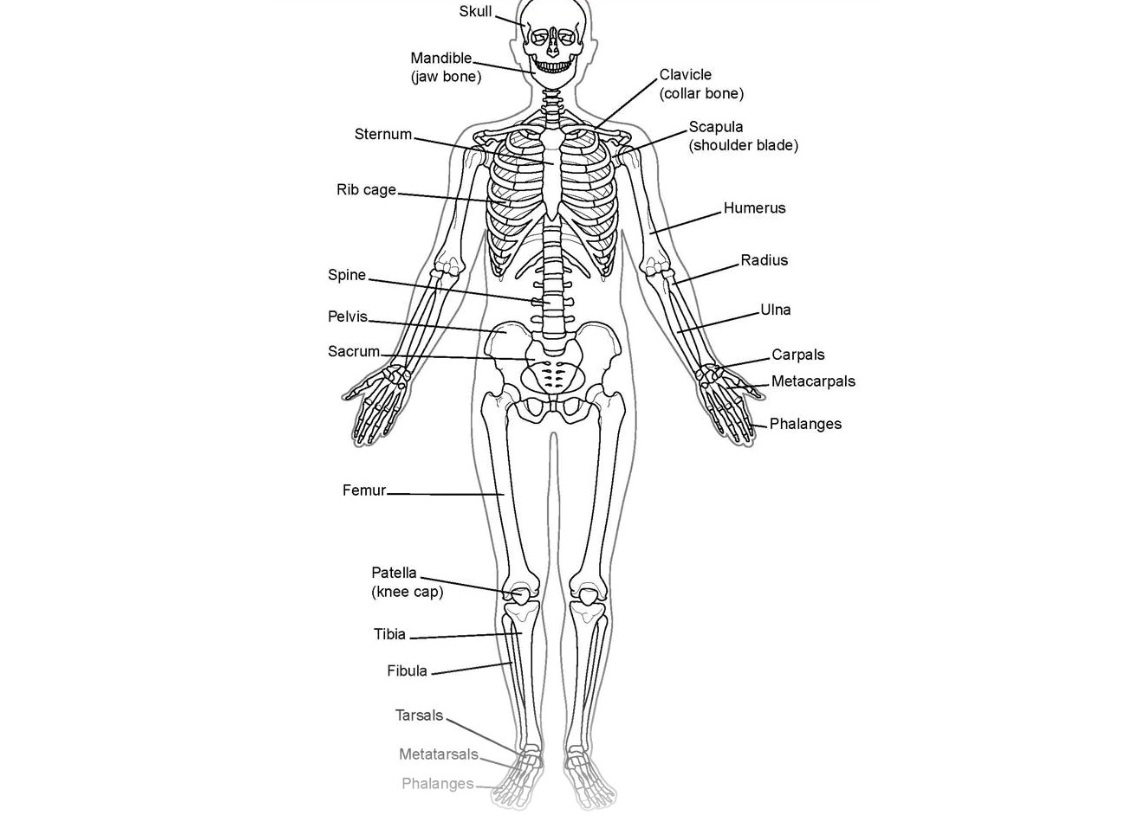 Skull
Mandible
(jaw bone)
Clavicle
(collar bone)
Sternum
Scapula
(shoulder blade)
Rib cage
Humerus
Radius
Spine
Ulna
Pelvis
Sacrum
Carpals
Metacarpals
Phalanges
Femur
Patella
(knee cap)
Tibia
Fibula
Tarsals
Metatarsals
Phalanges